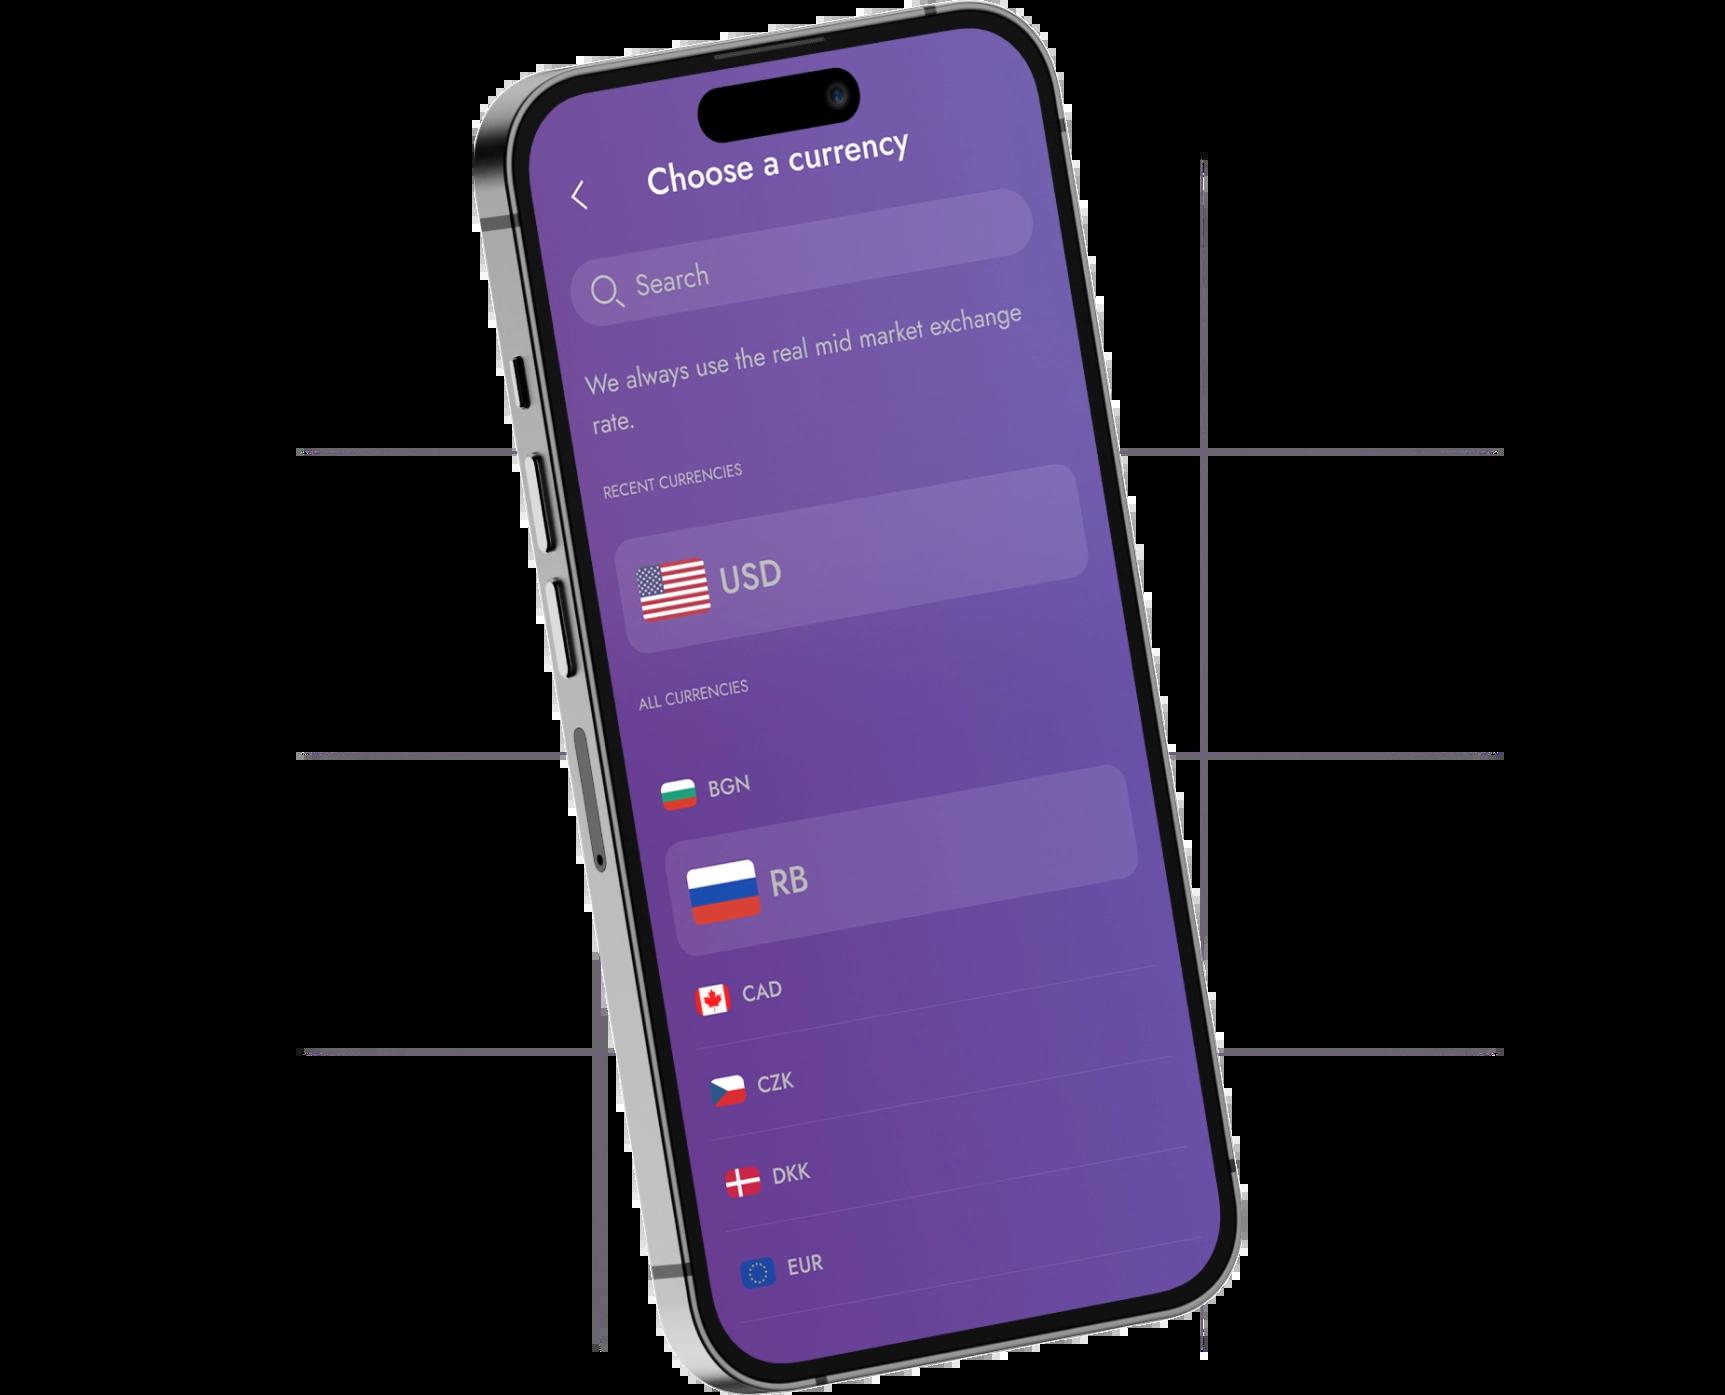 Choose a currency
Search
We always use the real mid market exchange
rate.
RECENT CURRENCIES
USD
ALL CURRENCIES
BGN
RB
CAD
CZK
DKK
EUR